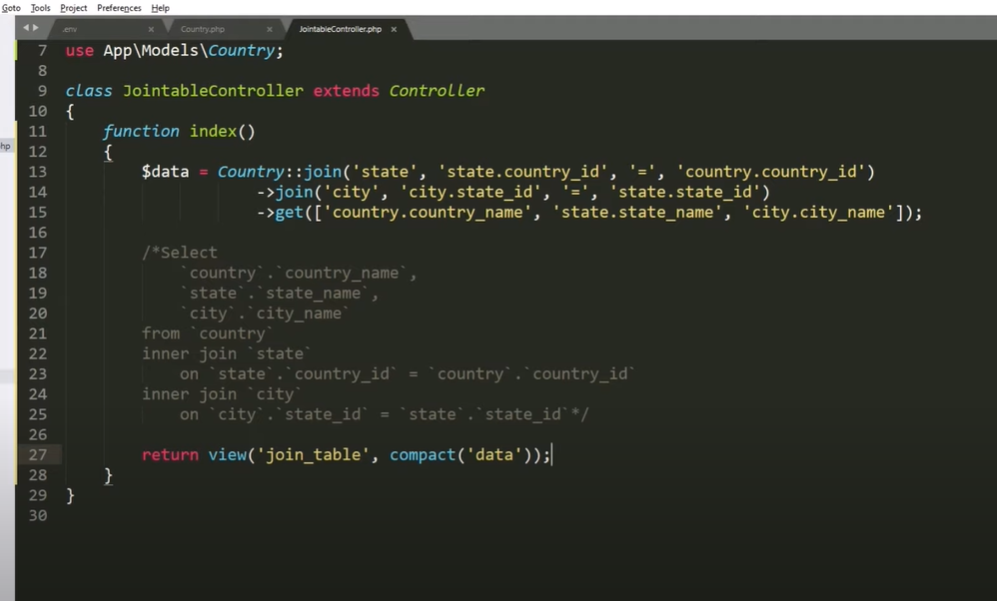 Goto Tools Project Preferences Help
.env × Country.php × JointableController.php ×
7 use App\Models\Country;
8
9 class JointableController extends Controller
10 {
php
11 function index()
12 {
13 $data = Country::join('state', 'state.country_id', '=', 'country.country_id')
14 ->join('city', 'city.state_id', '=', 'state.state_id')
15 ->get(['country.country_name', 'state.state_name', 'city.city_name']);
16
17 /*Select
18 `country`.`country_name`,
19 `state`.`state_name`,
20 `city`.`city_name`
21 from `country`
22 inner join `state`
23 on `state`.`country_id` = `country`.`country_id`
24 inner join `city`
25 on `city`.`state_id` = `state`.`state_id`*/
26
27 return view('join_table', compact('data'));
28 }
29 }
30